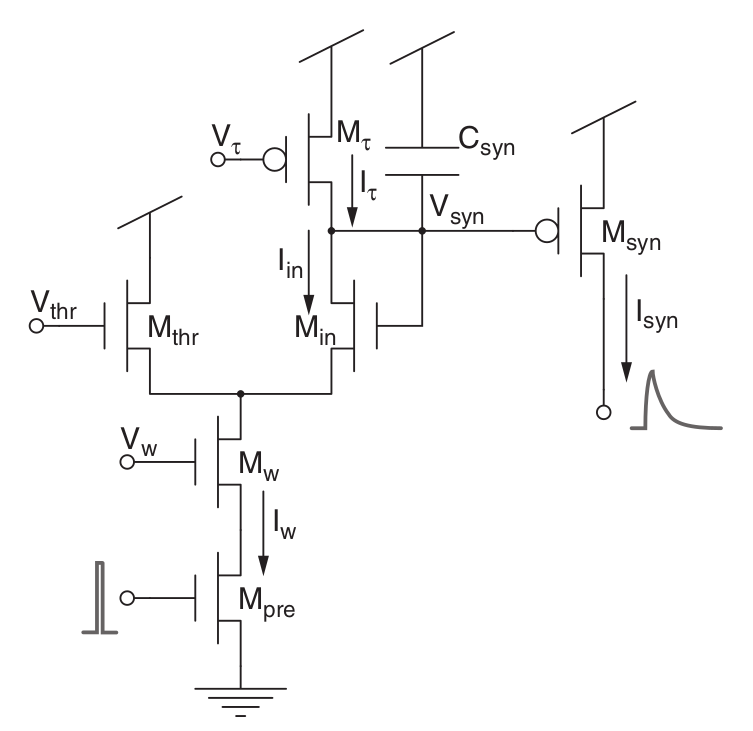 Vτ
Mτ
Csyn
Iτ
Vsyn
Msyn
Iin
Vthr
Mthr
Min
Isyn
Vw
Mw
Iw
Mpre